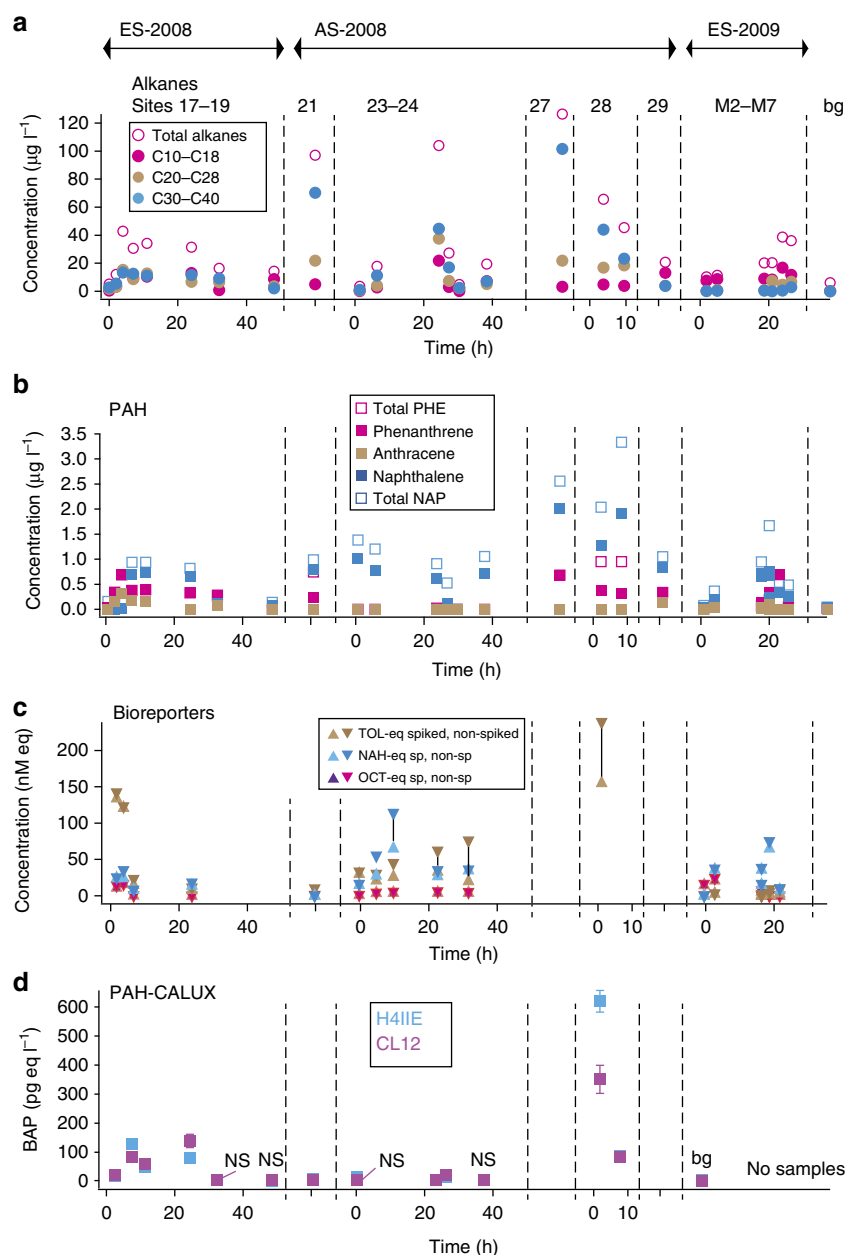 a
ES-2008 AS-2008 ES-2009
Alkanes
Sites 17–19 21 23–24 27 28 29 M2–M7 bg
Total alkanes
C10–C18
C20–C28
C30–C40
Concentration (μg l⁻¹)
120
100
80
60
40
20
0
0 20 40 0 20 40 0 10 0 20
Time (h)
b
PAH
Total PHE
Phenanthrene
Anthracene
Naphthalene
Total NAP
Concentration (μg l⁻¹)
3.5
3.0
2.5
2.0
1.5
1.0
0.5
0.0
0 20 40 0 20 40 0 10 0 20
Time (h)
c
Bioreporters
TOL-eq spiked, non-spiked
NAH-eq sp, non-sp
OCT-eq sp, non-sp
Concentration (nM eq)
200
150
100
50
0
0 20 40 0 20 40 0 10 0 20
Time (h)
d
PAH-CALUX
H4IIE
CL12
BAP (pg eq l⁻¹)
600
500
400
300
200
100
0
NS NS NS NS bg No samples
0 20 40 0 20 40 0 10 0 20
Time (h)